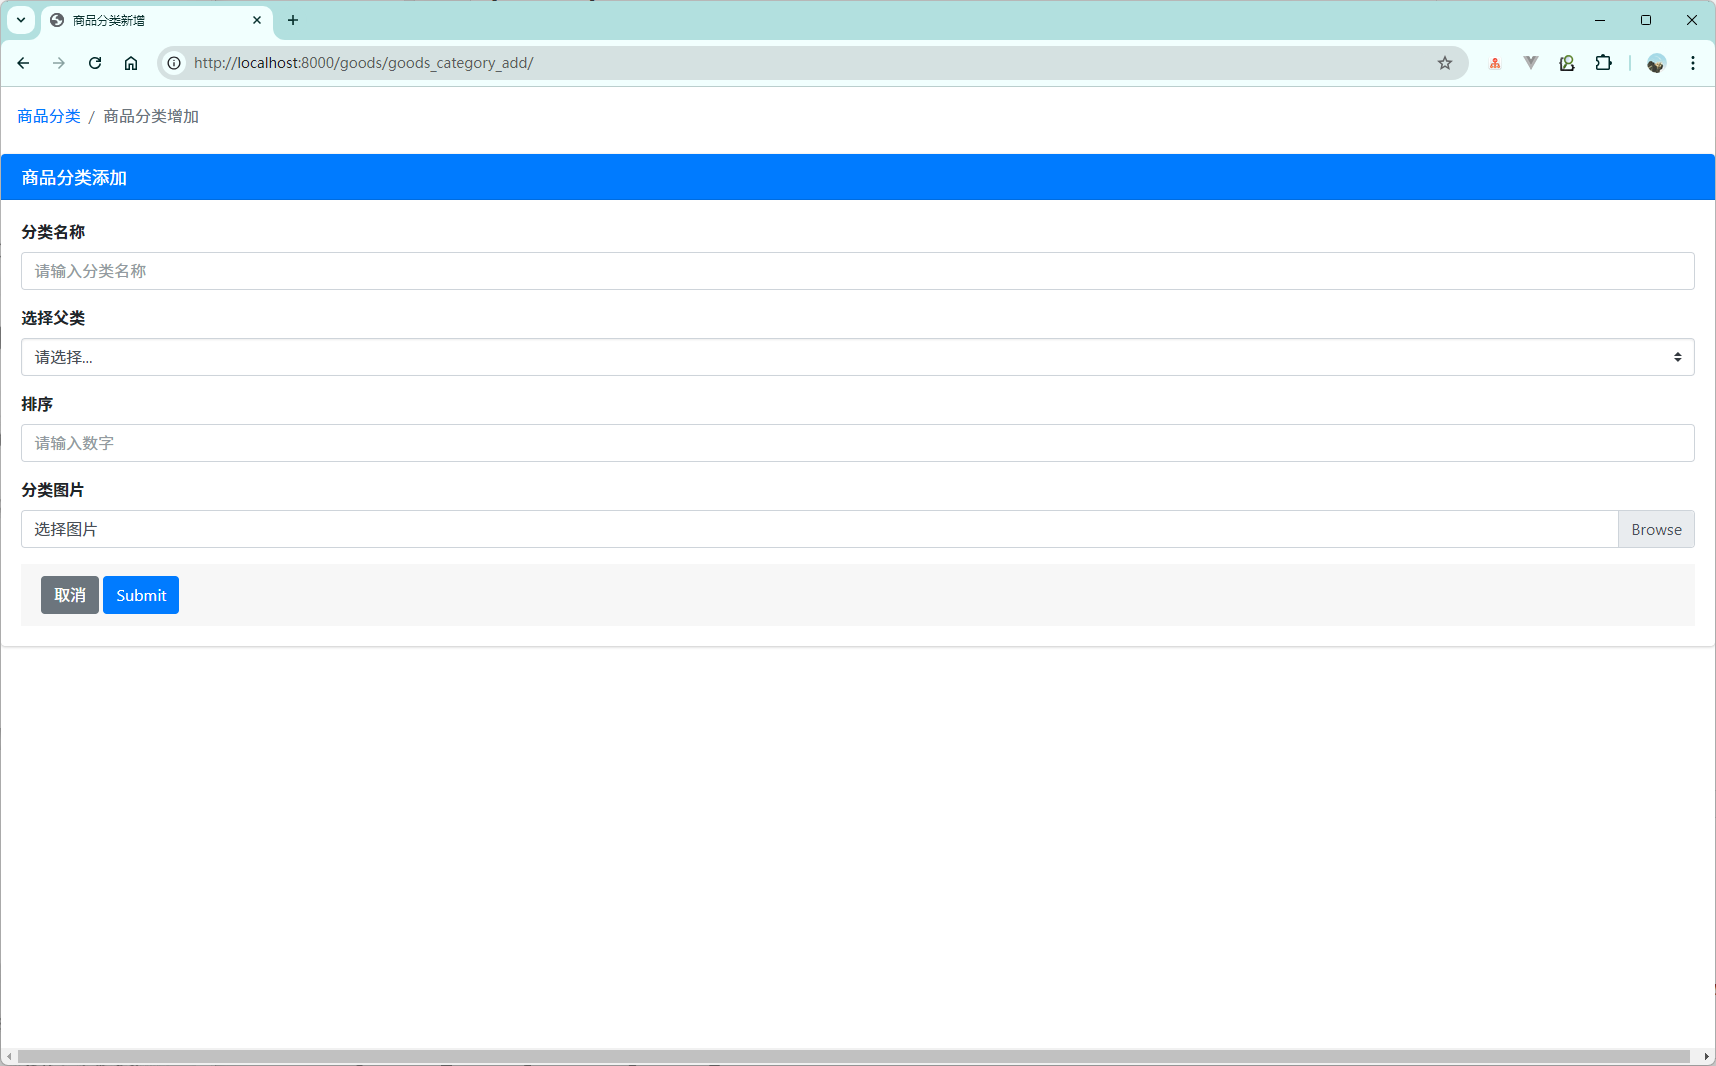 商品分类新增
http://localhost:8000/goods/goods_category_add/
商品分类 / 商品分类增加
商品分类添加
分类名称
请输入分类名称
选择父类
请选择...
排序
请输入数字
分类图片
选择图片 Browse
取消 Submit